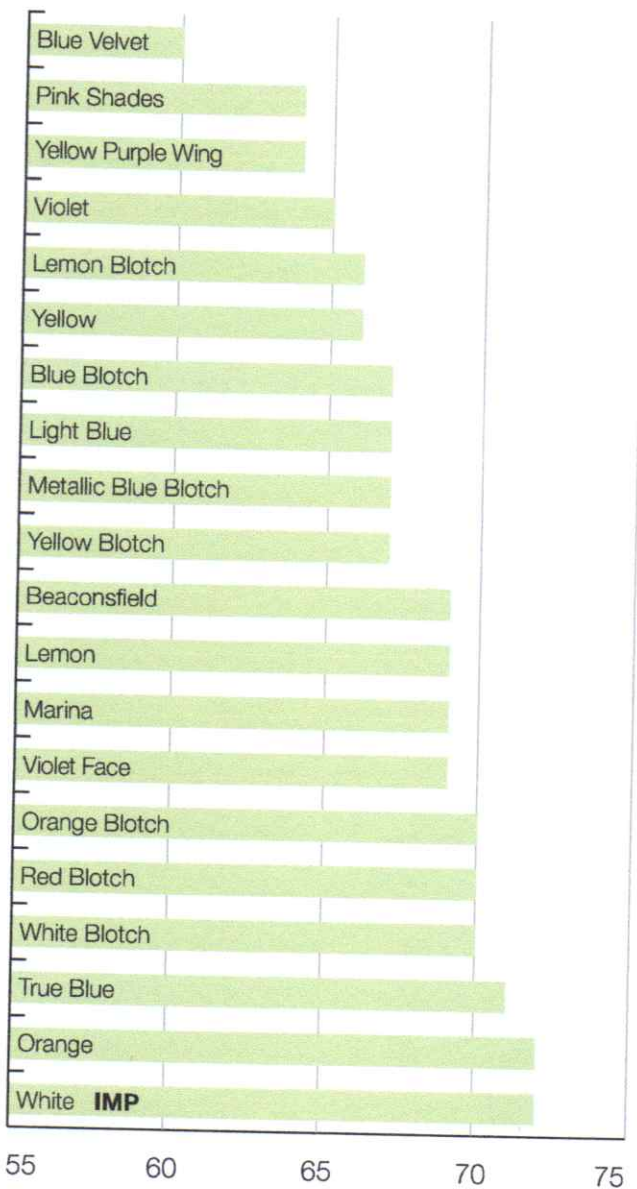 Blue Velvet
Pink Shades
Yellow Purple Wing
Violet
Lemon Blotch
Yellow
Blue Blotch
Light Blue
Metallic Blue Blotch
Yellow Blotch
Beaconsfield
Lemon
Marina
Violet Face
Orange Blotch
Red Blotch
White Blotch
True Blue
Orange
White IMP
55 60 65 70 75